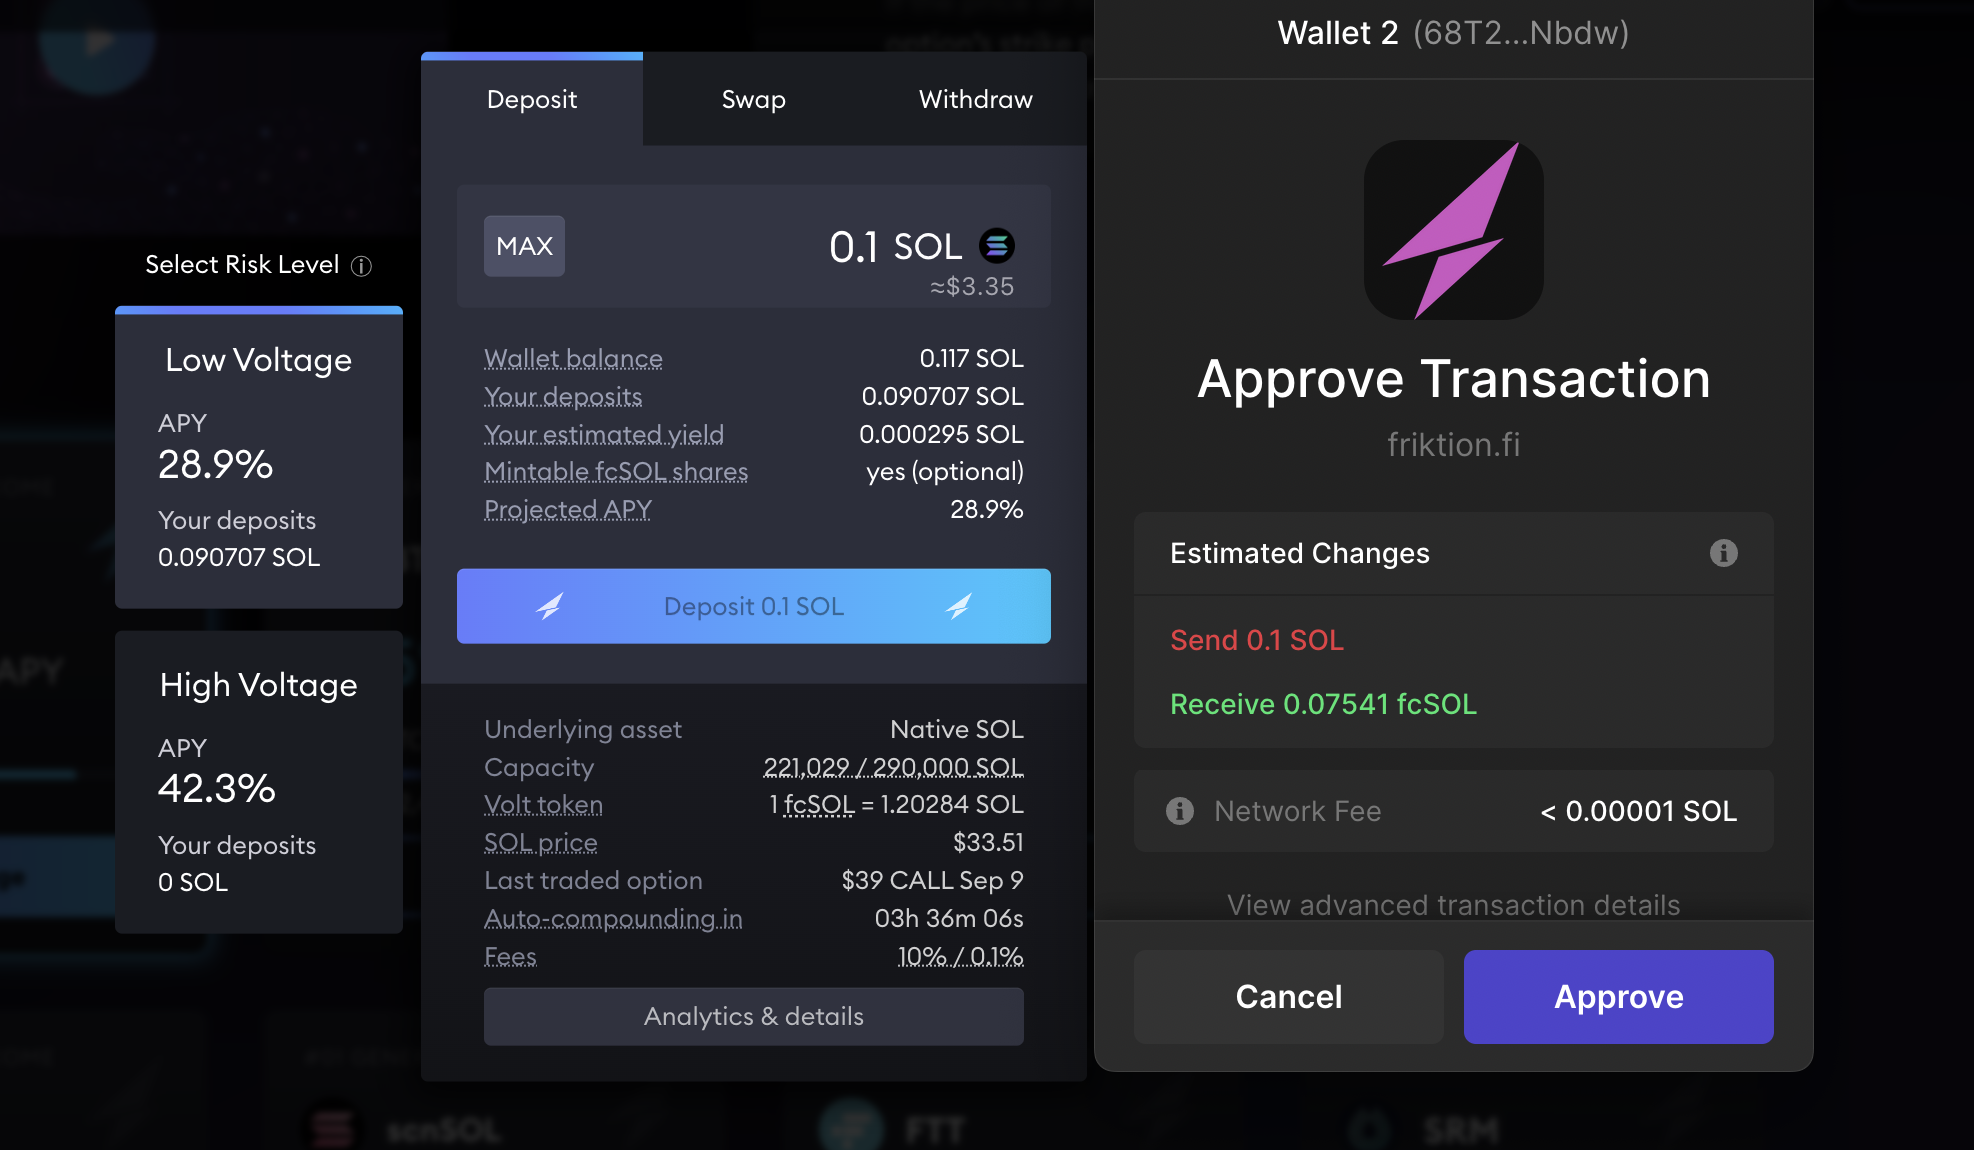 Select Risk Level
Low Voltage
APY
28.9%
Your deposits
0.090707 SOL
High Voltage
APY
42.3%
Your deposits
0 SOL
Deposit Swap Withdraw
MAX 0.1 SOL
≈$3.35
Wallet balance 0.117 SOL
Your deposits 0.090707 SOL
Your estimated yield 0.000295 SOL
Mintable fcSOL shares yes (optional)
Projected APY 28.9%
Deposit 0.1 SOL
Underlying asset Native SOL
Capacity 221,029 / 290,000 SOL
Volt token 1 fcSOL = 1.20284 SOL
SOL price $33.51
Last traded option $39 CALL Sep 9
Auto-compounding in 03h 36m 06s
Fees 10% / 0.1%
Analytics & details
Wallet 2 (68T2...Nbdw)
Approve Transaction
friktion.fi
Estimated Changes
Send 0.1 SOL
Receive 0.07541 fcSOL
Network Fee < 0.00001 SOL
View advanced transaction details
Cancel Approve
APY
scnSOL FTT SRM